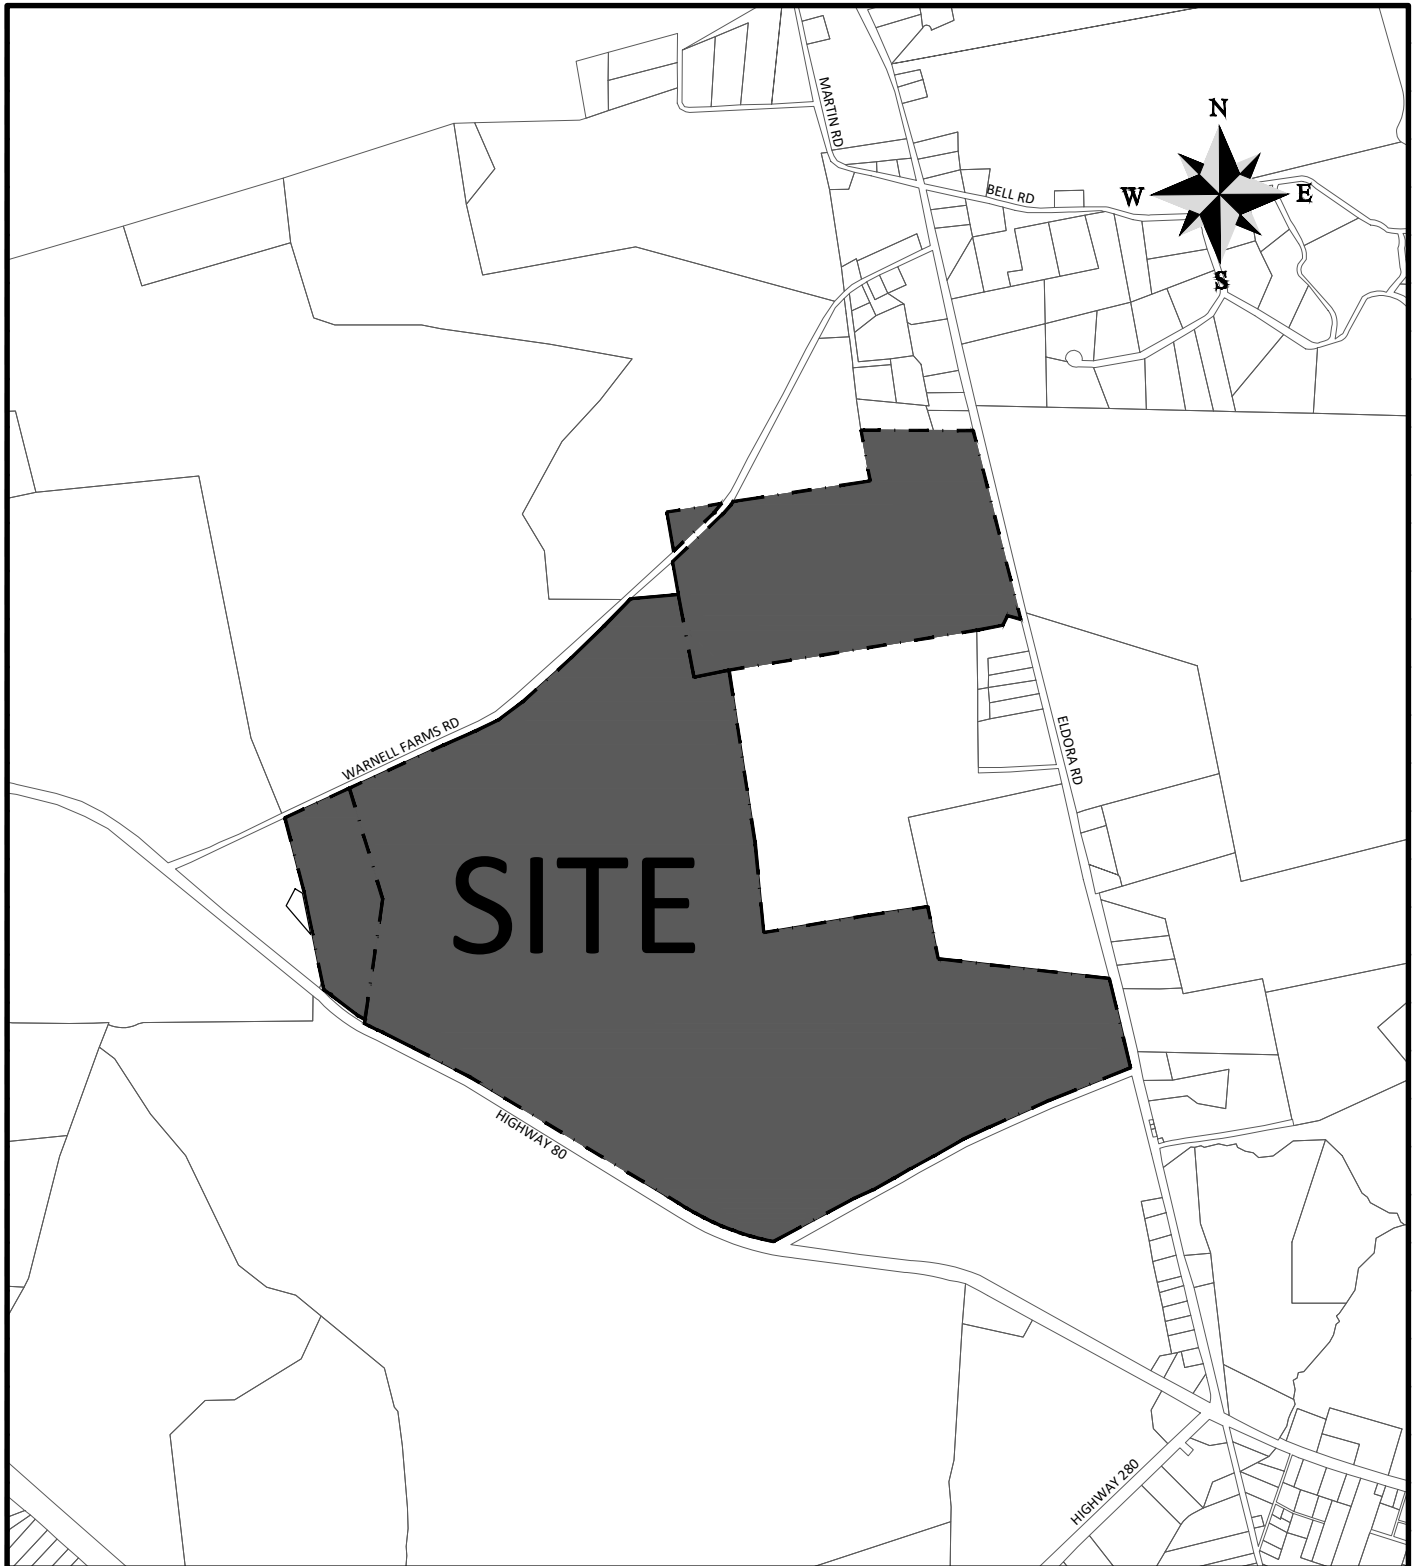 MARTIN RD
N
BELL RD
W
E
S
WARNELL FARMS RD
ELDORA RD
SITE
HIGHWAY 80
HIGHWAY 280